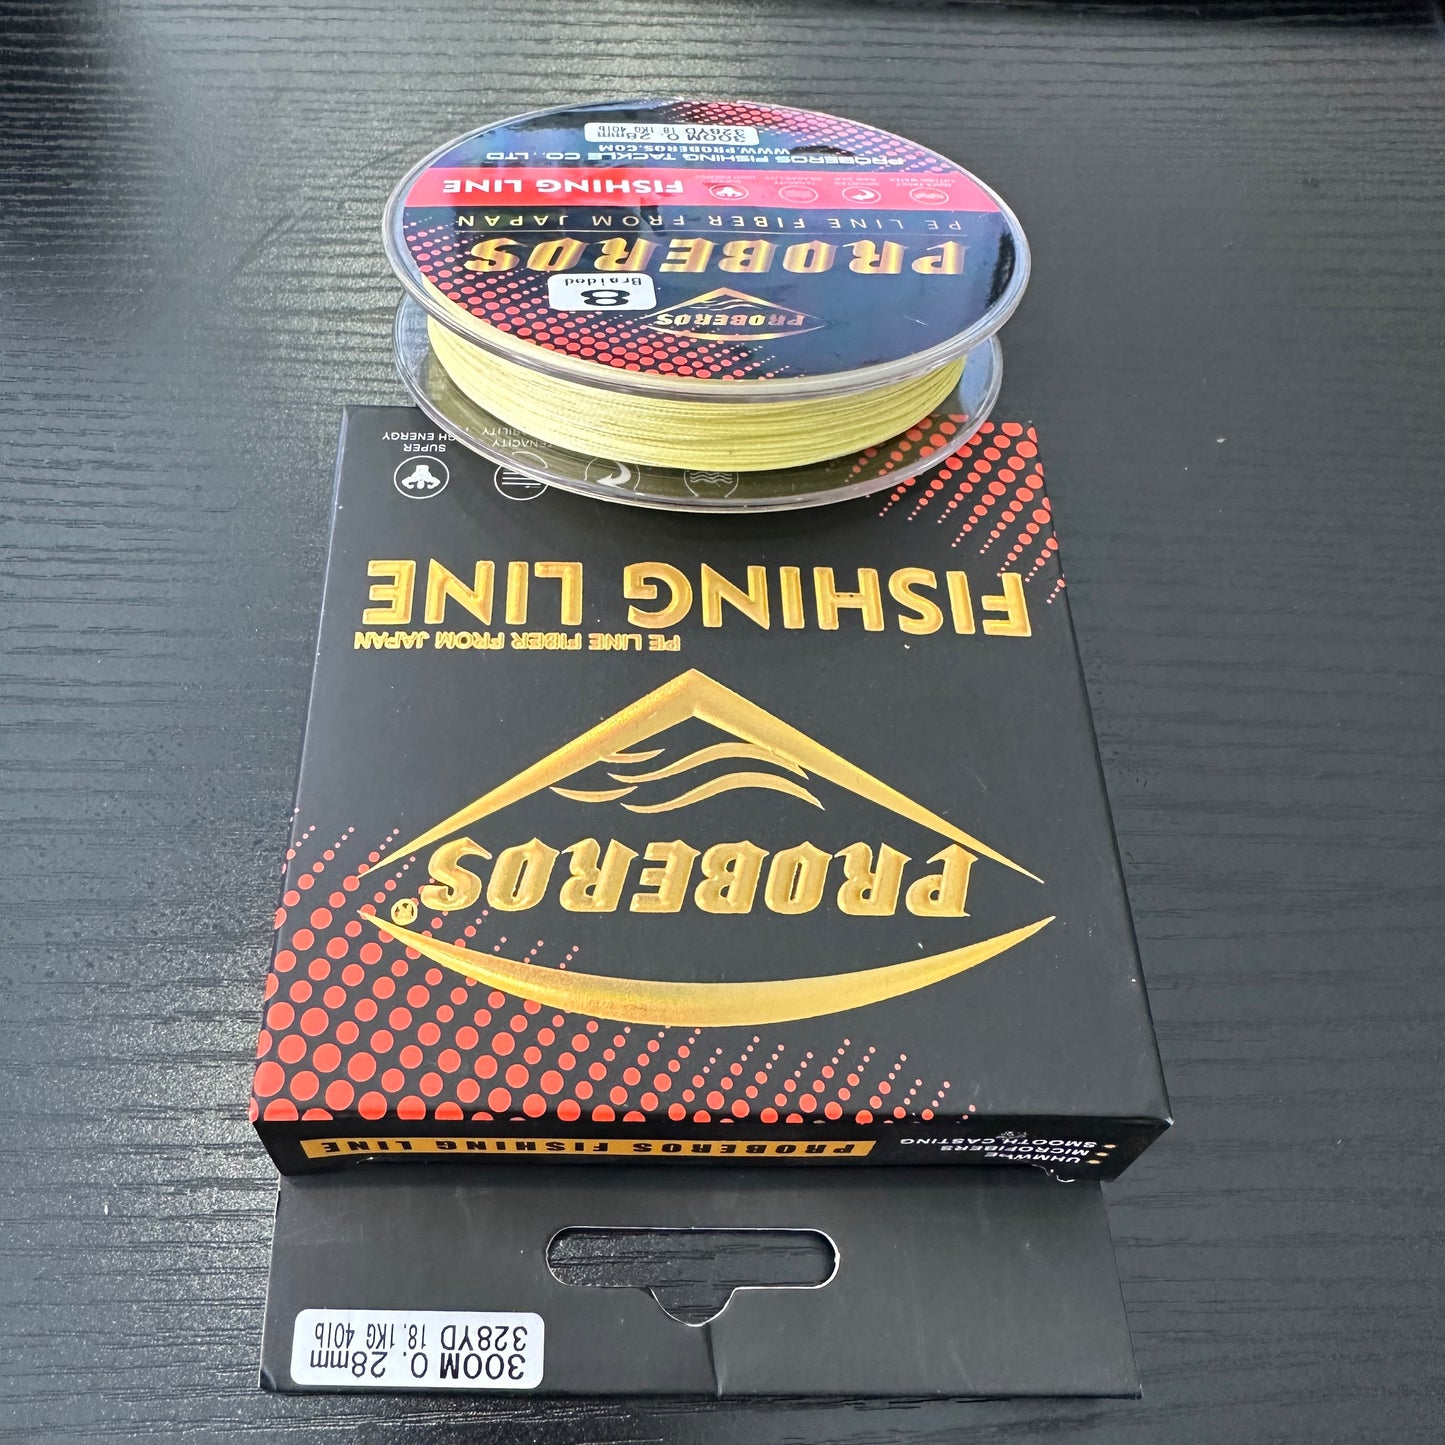 PROBEROS
8
Braided
PROBEROS
PE LINE FIBER FROM JAPAN
FISHING LINE
PROBEROS FISHING TACKLE CO. LTD
WWW.PROBEROS.COM
300M 0.28mm
328YD 18.1KG 40lb
300M 0.28mm
328YD 18.1KG 40lb
UHMWPE
MICROFIBERS
SMOOTH CASTING
PROBEROS FISHING LINE
PROBEROS®
PE LINE FIBER FROM JAPAN
FISHING LINE
SUPER
TENACITY